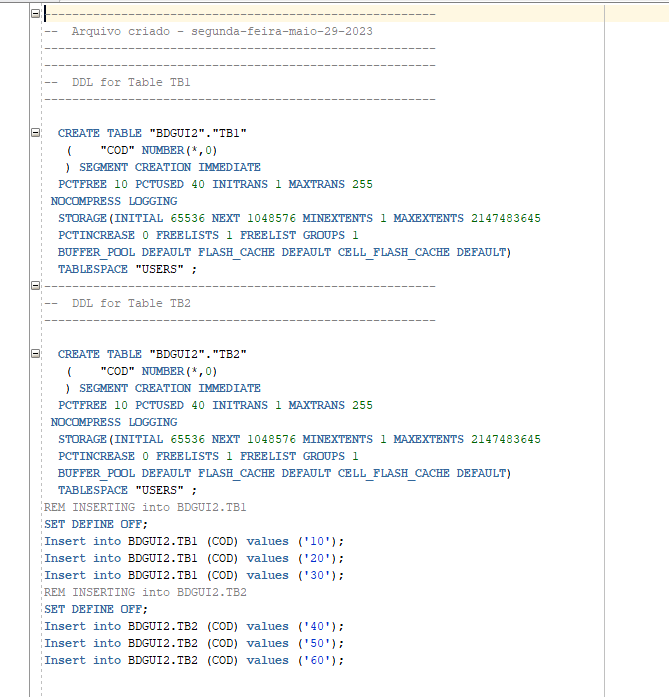 --------------------------------------------------------
--  Arquivo criado - segunda-feira-maio-29-2023
--------------------------------------------------------
--------------------------------------------------------
--  DDL for Table TB1
--------------------------------------------------------
CREATE TABLE "BDGUI2"."TB1"
(    "COD" NUMBER(*,0)
) SEGMENT CREATION IMMEDIATE
PCTFREE 10 PCTUSED 40 INITRANS 1 MAXTRANS 255
NOCOMPRESS LOGGING
STORAGE(INITIAL 65536 NEXT 1048576 MINEXTENTS 1 MAXEXTENTS 2147483645
PCTINCREASE 0 FREELISTS 1 FREELIST GROUPS 1
BUFFER_POOL DEFAULT FLASH_CACHE DEFAULT CELL_FLASH_CACHE DEFAULT)
TABLESPACE "USERS" ;
--------------------------------------------------------
--  DDL for Table TB2
--------------------------------------------------------
CREATE TABLE "BDGUI2"."TB2"
(    "COD" NUMBER(*,0)
) SEGMENT CREATION IMMEDIATE
PCTFREE 10 PCTUSED 40 INITRANS 1 MAXTRANS 255
NOCOMPRESS LOGGING
STORAGE(INITIAL 65536 NEXT 1048576 MINEXTENTS 1 MAXEXTENTS 2147483645
PCTINCREASE 0 FREELISTS 1 FREELIST GROUPS 1
BUFFER_POOL DEFAULT FLASH_CACHE DEFAULT CELL_FLASH_CACHE DEFAULT)
TABLESPACE "USERS" ;
REM INSERTING into BDGUI2.TB1
SET DEFINE OFF;
Insert into BDGUI2.TB1 (COD) values ('10');
Insert into BDGUI2.TB1 (COD) values ('20');
Insert into BDGUI2.TB1 (COD) values ('30');
REM INSERTING into BDGUI2.TB2
SET DEFINE OFF;
Insert into BDGUI2.TB2 (COD) values ('40');
Insert into BDGUI2.TB2 (COD) values ('50');
Insert into BDGUI2.TB2 (COD) values ('60');